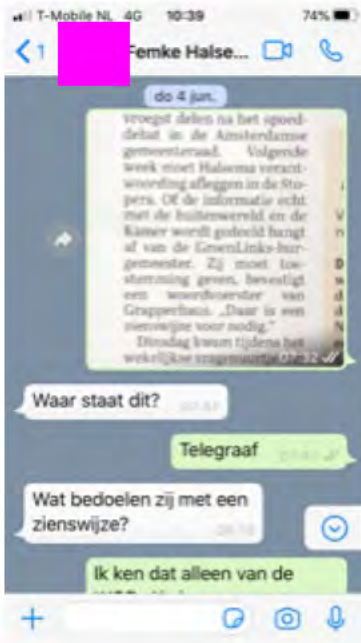 T-Mobile NL 4G 10:39 74%
1 Femke Halse...
do 4 jun.
vroegst delen na het spoed-
debat in de Amsterdamse
gemeenteraad. Volgende
week moet Halsema verant-
woording afleggen in de Sto-
pera. Of de informatie echt
met de buitenwereld en de
Kamer wordt gedeeld hangt
af van de GroenLinks-bur-
gemeester. Zij moet toe-
stemming geven, bevestigt
een woordvoerster van
Grapperhaus. „Daar is een
zienswijze voor nodig.”
Dinsdag kwam tijdens het
wekelijkse vragenuurtje
Waar staat dit?
Telegraaf
Wat bedoelen zij met een
zienswijze?
Ik ken dat alleen van de